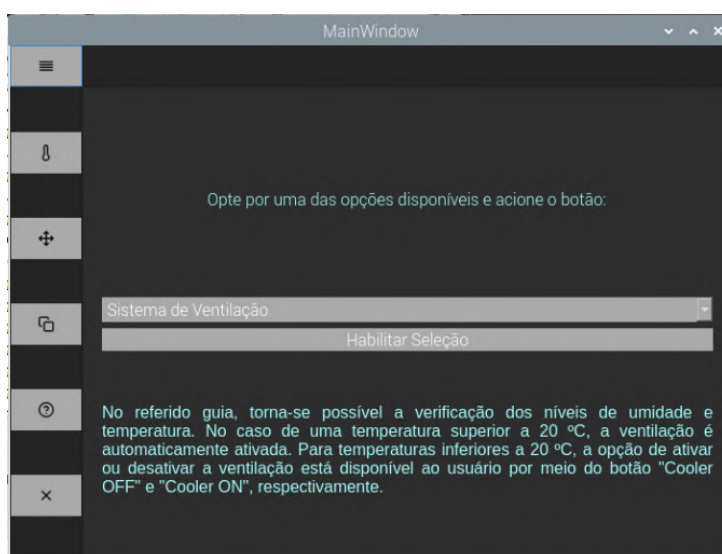 MainWindow
Opte por uma das opções disponíveis e acione o botão:
Sistema de Ventilação
Habilitar Seleção
No referido guia, torna-se possível a verificação dos níveis de umidade e
temperatura. No caso de uma temperatura superior a 20 ºC, a ventilação é
automaticamente ativada. Para temperaturas inferiores a 20 ºC, a opção de ativar
ou desativar a ventilação está disponível ao usuário por meio do botão "Cooler
OFF" e "Cooler ON", respectivamente.